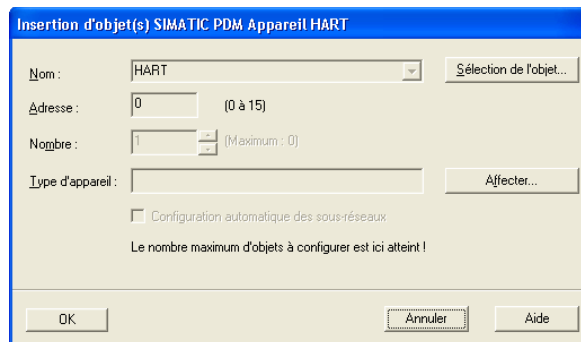 Insertion d'objet(s) SIMATIC PDM Appareil HART
Nom : HART Sélection de l'objet...
Adresse : 0 (0 à 15)
Nombre : 1 (Maximum : 0)
Type d'appareil : Affecter...
Configuration automatique des sous-réseaux
Le nombre maximum d'objets à configurer est ici atteint !
OK Annuler Aide